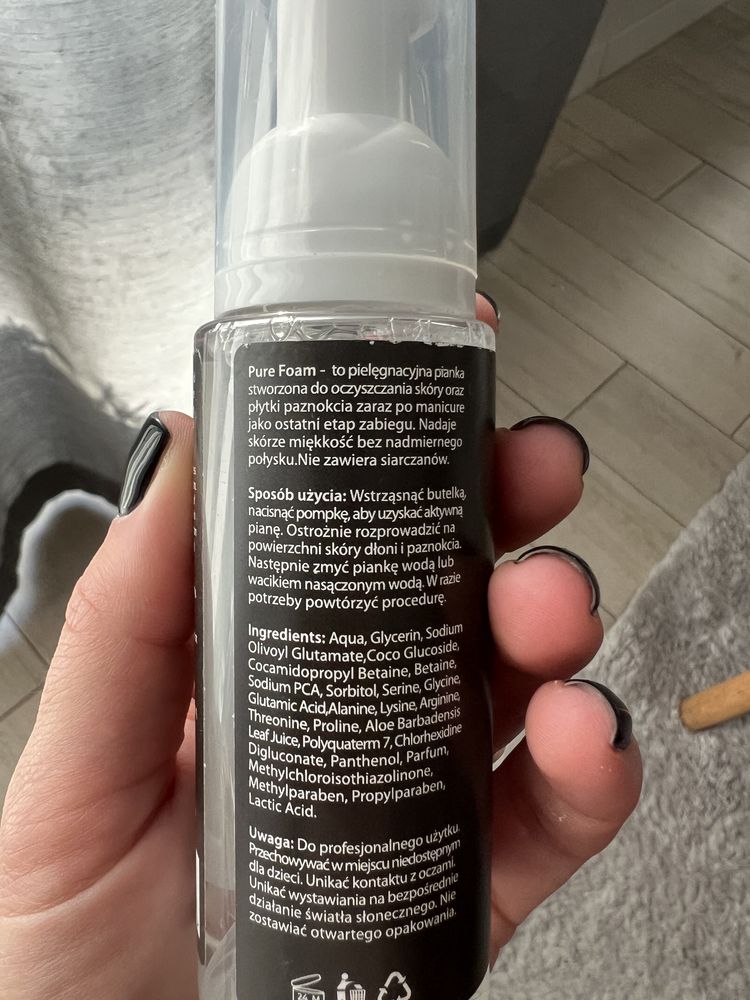 Pure Foam - to pielęgnacyjna pianka
stworzona do oczyszczania skóry oraz
płytki paznokcia zaraz po manicure
jako ostatni etap zabiegu. Nadaje
skórze miękkość bez nadmiernego
połysku.Nie zawiera siarczanów.
Sposób użycia: Wstrząsnąć butelką,
nacisnąć pompkę, aby uzyskać aktywną
pianę. Ostrożnie rozprowadzić na
powierzchni skóry dłoni i paznokcia.
Następnie zmyć piankę wodą lub
wacikiem nasączonym wodą. W razie
potrzeby powtórzyć procedurę.
Ingredients: Aqua, Glycerin, Sodium
Olivoyl Glutamate,Coco Glucoside,
Cocamidopropyl Betaine, Betaine,
Sodium PCA, Sorbitol, Serine, Glycine,
Glutamic Acid,Alanine, Lysine, Arginine,
Threonine, Proline, Aloe Barbadensis
Leaf Juice, Polyquaterm 7, Chlorhexidine
Digluconate, Panthenol, Parfum,
Methylchloroisothiazolinone,
Methylparaben, Propylparaben,
Lactic Acid.
Uwaga: Do profesjonalnego użytku.
Przechowywać w miejscu niedostępnym
dla dzieci. Unikać kontaktu z oczami.
Unikać wystawiania na bezpośrednie
działanie światła słonecznego. Nie
zostawiać otwartego opakowania.
24 M